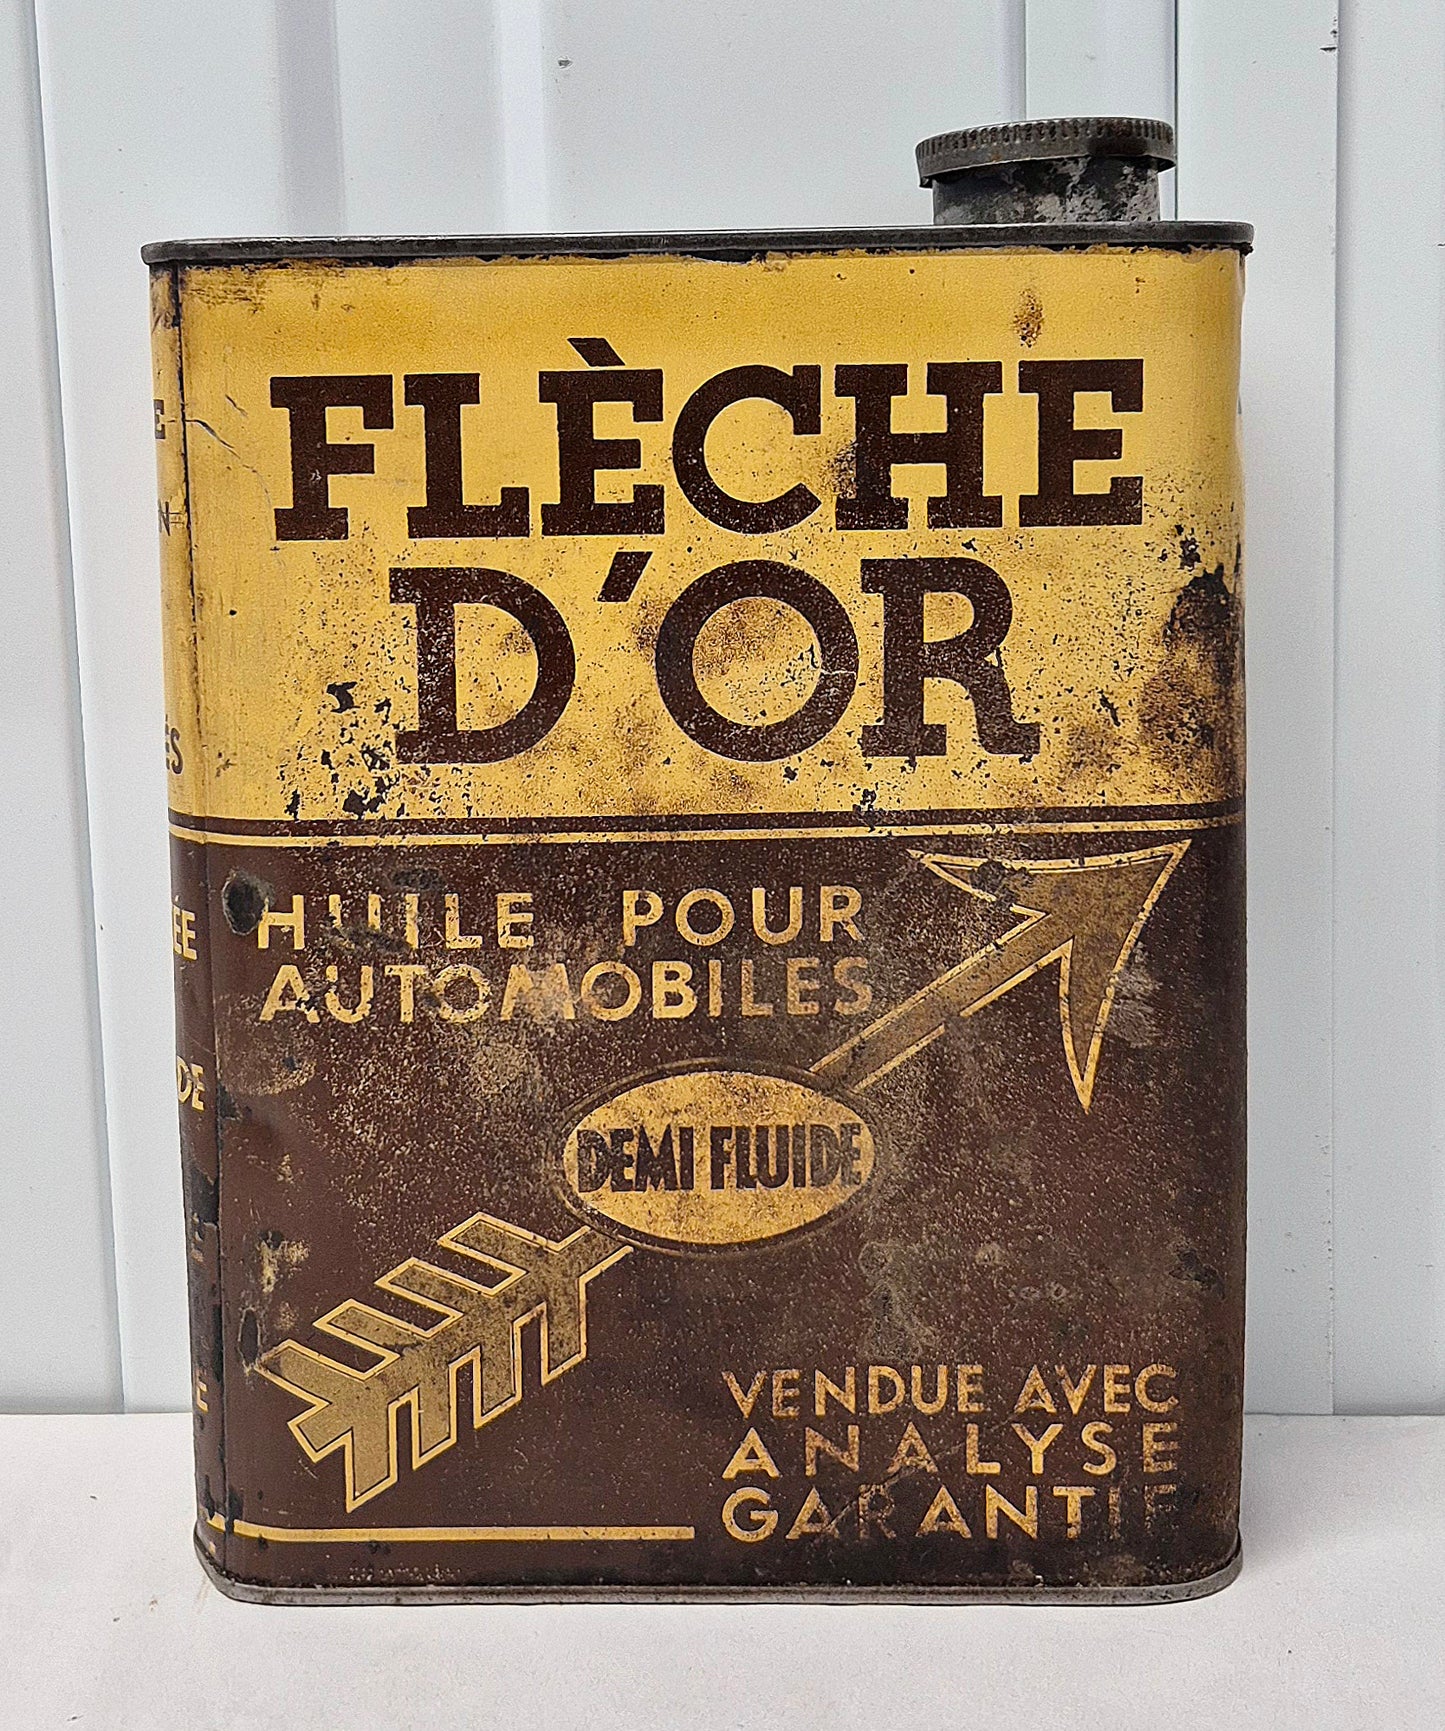 FLÈCHE
D'OR
HUILE POUR
AUTOMOBILES
DEMI FLUIDE
VENDUE AVEC
ANALYSE
GARANTIE